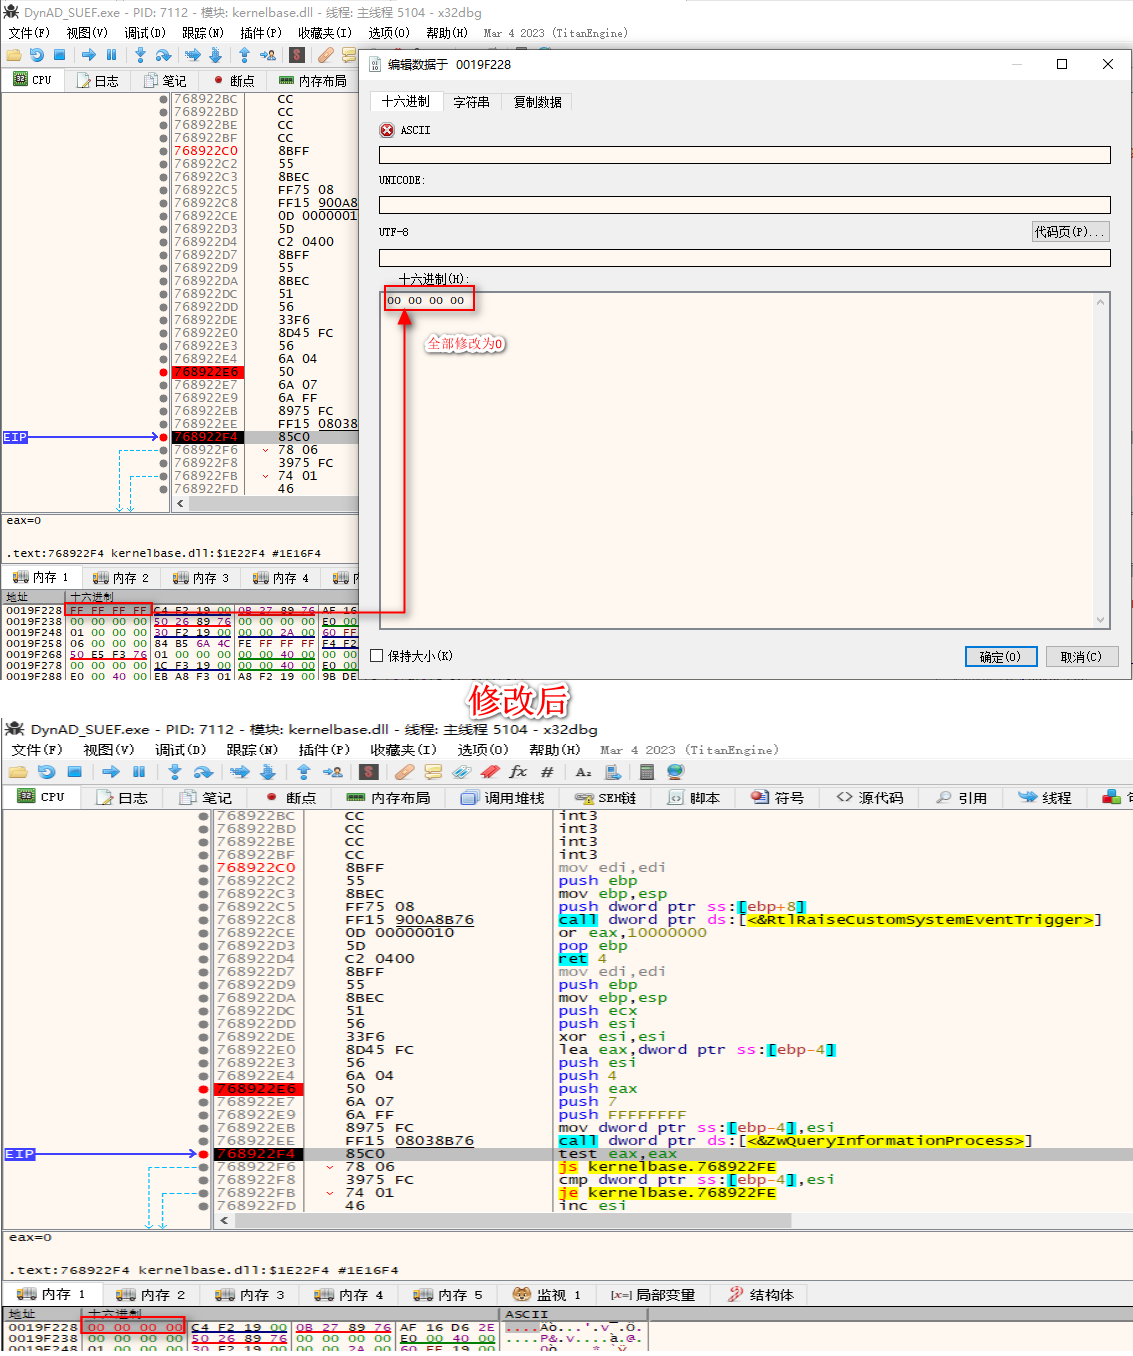 DynAD_SUEF.exe - PID: 7112 - 模块: kernelbase.dll - 线程: 主线程 5104 - x32dbg
文件(F) 视图(V) 调试(D) 跟踪(N) 插件(P) 收藏夹(I) 选项(O) 帮助(H) Mar 4 2023 (TitanEngine)
CPU 日志 笔记 断点 内存布局
768922BC CC
768922BD CC
768922BE CC
768922BF CC
768922C0 8BFF
768922C2 55
768922C3 8BEC
768922C5 FF75 08
768922C8 FF15 900A8
768922CE 0D 0000001
768922D3 5D
768922D4 C2 0400
768922D7 8BFF
768922D9 55
768922DA 8BEC
768922DC 51
768922DD 56
768922DE 33F6
768922E0 8D45 FC
768922E3 56
768922E4 6A 04
768922E6 50
768922E7 6A 07
768922E9 6A FF
768922EB 8975 FC
768922EE FF15 08038
EIP 768922F4 85C0
768922F6 78 06
768922F8 3975 FC
768922FB 74 01
768922FD 46
eax=0
.text:768922F4 kernelbase.dll:$1E22F4 #1E16F4
内存 1 内存 2 内存 3 内存 4 内
地址 十六进制
0019F228 FF FF FF FF C4 F2 19 00 0B 27 89 76 AF 16
0019F238 00 00 00 00 50 26 89 76 00 00 00 00 E0 00
0019F248 01 00 00 00 30 F2 19 00 00 00 2A 00 60 FF
0019F258 06 00 00 00 84 B5 6A 4C FE FF FF FF F4 F2
0019F268 50 E5 F3 76 01 00 00 00 00 00 40 00 00 00
0019F278 00 00 00 00 1C F3 19 00 00 00 40 00 E0 00
0019F288 E0 00 40 00 EB A8 F3 01 A8 F2 19 00 9B DE
编辑数据于 0019F228
十六进制 字符串 复制数据
ASCII
UNICODE:
UTF-8
代码页(P)...
十六进制(H):
00 00 00 00
全部修改为0
保持大小(K)
确定(O) 取消(C)
修改后
DynAD_SUEF.exe - PID: 7112 - 模块: kernelbase.dll - 线程: 主线程 5104 - x32dbg
文件(F) 视图(V) 调试(D) 跟踪(N) 插件(P) 收藏夹(I) 选项(O) 帮助(H) Mar 4 2023 (TitanEngine)
CPU 日志 笔记 断点 内存布局 调用堆栈 SEH链 脚本 符号 源代码 引用 线程
768922BC CC int3
768922BD CC int3
768922BE CC int3
768922BF CC int3
768922C0 8BFF mov edi,edi
768922C2 55 push ebp
768922C3 8BEC mov ebp,esp
768922C5 FF75 08 push dword ptr ss:[ebp+8]
768922C8 FF15 900A8B76 call dword ptr ds:[<&RtlRaiseCustomSystemEventTrigger>]
768922CE 0D 00000010 or eax,10000000
768922D3 5D pop ebp
768922D4 C2 0400 ret 4
768922D7 8BFF mov edi,edi
768922D9 55 push ebp
768922DA 8BEC mov ebp,esp
768922DC 51 push ecx
768922DD 56 push esi
768922DE 33F6 xor esi,esi
768922E0 8D45 FC lea eax,dword ptr ss:[ebp-4]
768922E3 56 push esi
768922E4 6A 04 push 4
768922E6 50 push eax
768922E7 6A 07 push 7
768922E9 6A FF push FFFFFFFF
768922EB 8975 FC mov dword ptr ss:[ebp-4],esi
768922EE FF15 08038B76 call dword ptr ds:[<&ZwQueryInformationProcess>]
EIP 768922F4 85C0 test eax,eax
768922F6 78 06 js kernelbase.768922FE
768922F8 3975 FC cmp dword ptr ss:[ebp-4],esi
768922FB 74 01 je kernelbase.768922FE
768922FD 46 inc esi
eax=0
.text:768922F4 kernelbase.dll:$1E22F4 #1E16F4
内存 1 内存 2 内存 3 内存 4 内存 5 监视 1 [x=] 局部变量 结构体
地址 十六进制 ASCII
0019F228 00 00 00 00 C4 F2 19 00 0B 27 89 76 AF 16 D6 2E ....Äò...'.v¯.Ö.
0019F238 00 00 00 00 50 26 89 76 00 00 00 00 E0 00 40 00 ....P&.v....à.@.
0019F248 01 00 00 00 30 F2 19 00 00 00 2A 00 60 FF 19 00